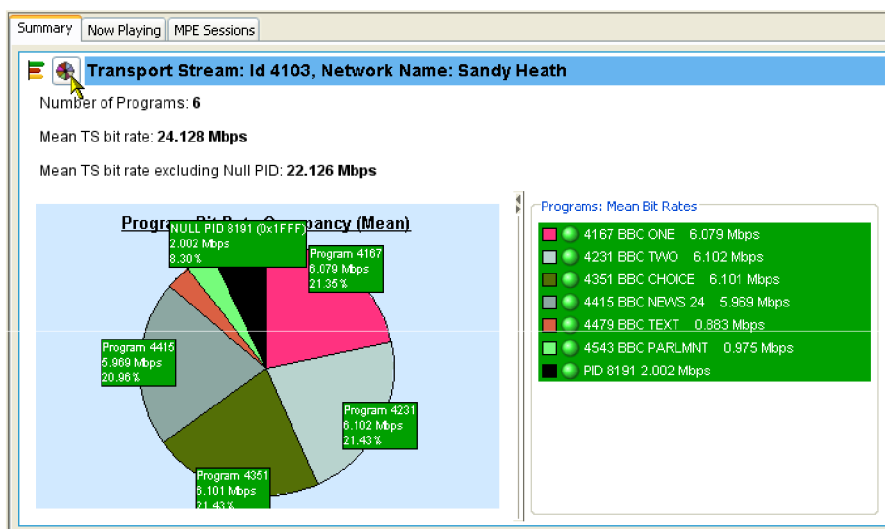 Summary
Now Playing
MPE Sessions
Transport Stream: Id 4103, Network Name: Sandy Heath
Number of Programs: 6
Mean TS bit rate: 24.128 Mbps
Mean TS bit rate excluding Null PID: 22.126 Mbps
(Mean)
NULL PID 8191 (0x1FFF)
2.002 Mbps
8.30%
Program 4167
6.079 Mbps
21.35%
Program 4415
5.969 Mbps
20.96%
Program 4231
6.102 Mbps
21.43%
Program 4351
6.101 Mbps
21.43%
Programs: Mean Bit Rates
4167 BBC ONE 6.079 Mbps
4231 BBC TWO 6.102 Mbps
4351 BBC CHOICE 6.101 Mbps
4415 BBC NEWS 24 5.969 Mbps
4479 BBC TEXT 0.883 Mbps
4543 BBC PARLMNT 0.975 Mbps
PID 8191 2.002 Mbps